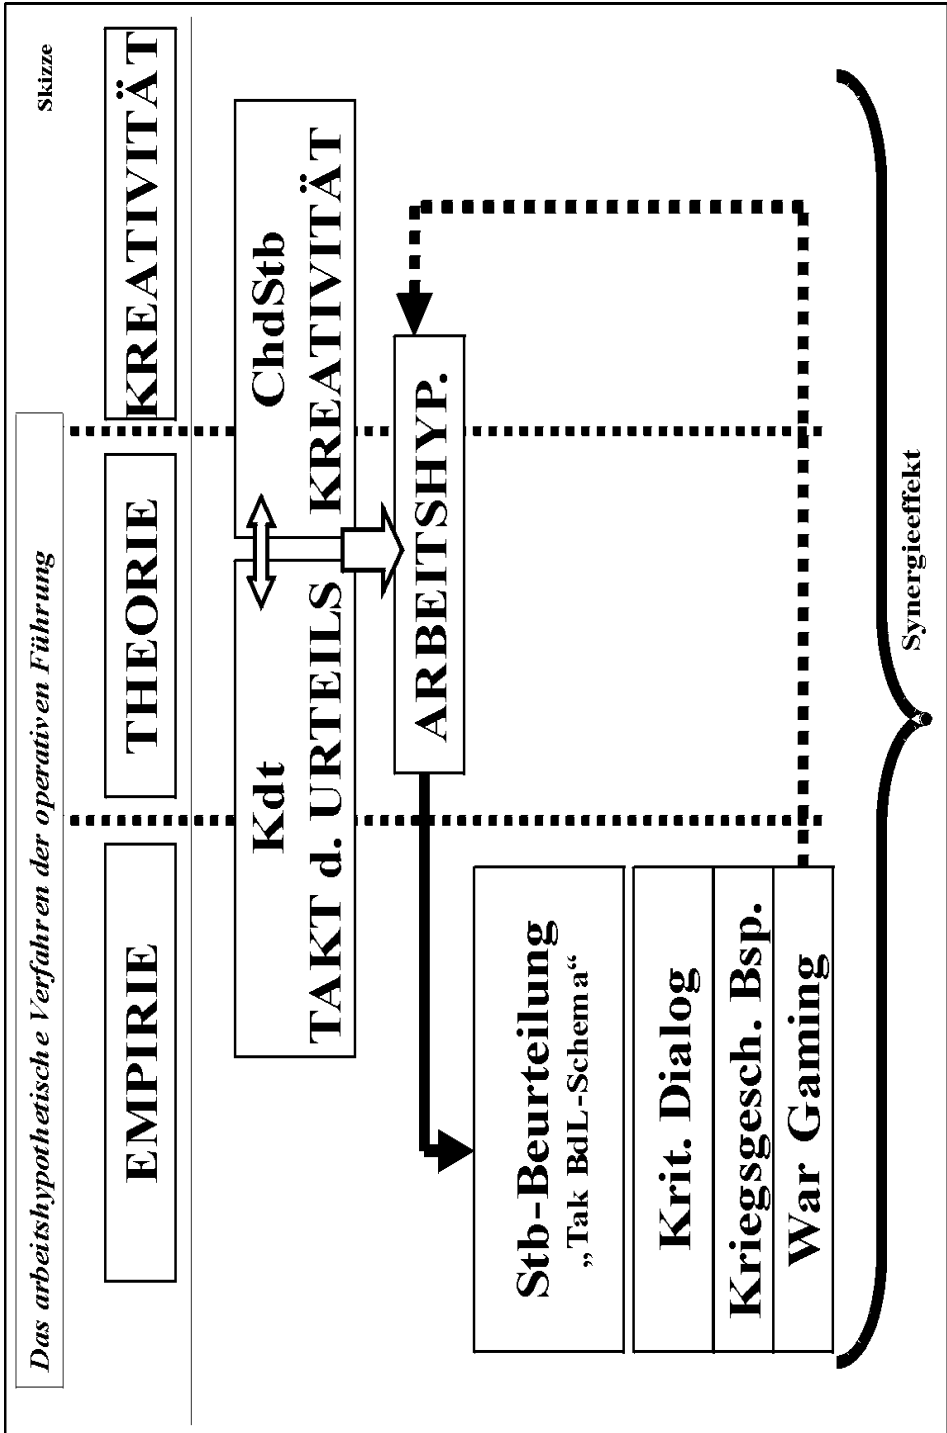 Das arbeitshypothetische Verfahren der operativen Führung
Skizze
EMPIRIE
THEORIE
KREATIVITÄT
Kdt
TAKT d. URTEILS
ChdStb
KREATIVITÄT
ARBEITSHYP.
Stb-Beurteilung
„Tak BdL-Schema“
Krit. Dialog
Kriegsgesch. Bsp.
War Gaming
Synergieeffekt